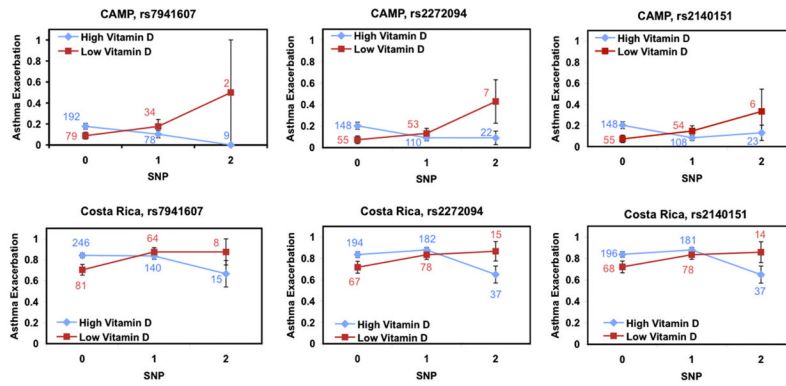 CAMP, rs7941607
Asthma Exacerbation
1
0.8
0.6
0.4
0.2
0
High Vitamin D
Low Vitamin D
192
79
34
78
2
9
0 1 2
SNP
CAMP, rs2272094
Asthma Exacerbation
1
0.8
0.6
0.4
0.2
0
High Vitamin D
Low Vitamin D
148
55
53
110
7
22
0 1 2
SNP
CAMP, rs2140151
Asthma Exacerbation
1
0.8
0.6
0.4
0.2
0
High Vitamin D
Low Vitamin D
148
55
54
108
6
23
0 1 2
SNP
Costa Rica, rs7941607
Asthma Exacerbation
1
0.8
0.6
0.4
0.2
0
246
81
64
140
8
15
High Vitamin D
Low Vitamin D
0 1 2
SNP
Costa Rica, rs2272094
Asthma Exacerbation
1
0.8
0.6
0.4
0.2
0
194
67
182
78
15
37
High Vitamin D
Low Vitamin D
0 1 2
SNP
Costa Rica, rs2140151
Asthma Exacerbation
1
0.8
0.6
0.4
0.2
0
196
68
181
78
14
37
High Vitamin D
Low Vitamin D
0 1 2
SNP